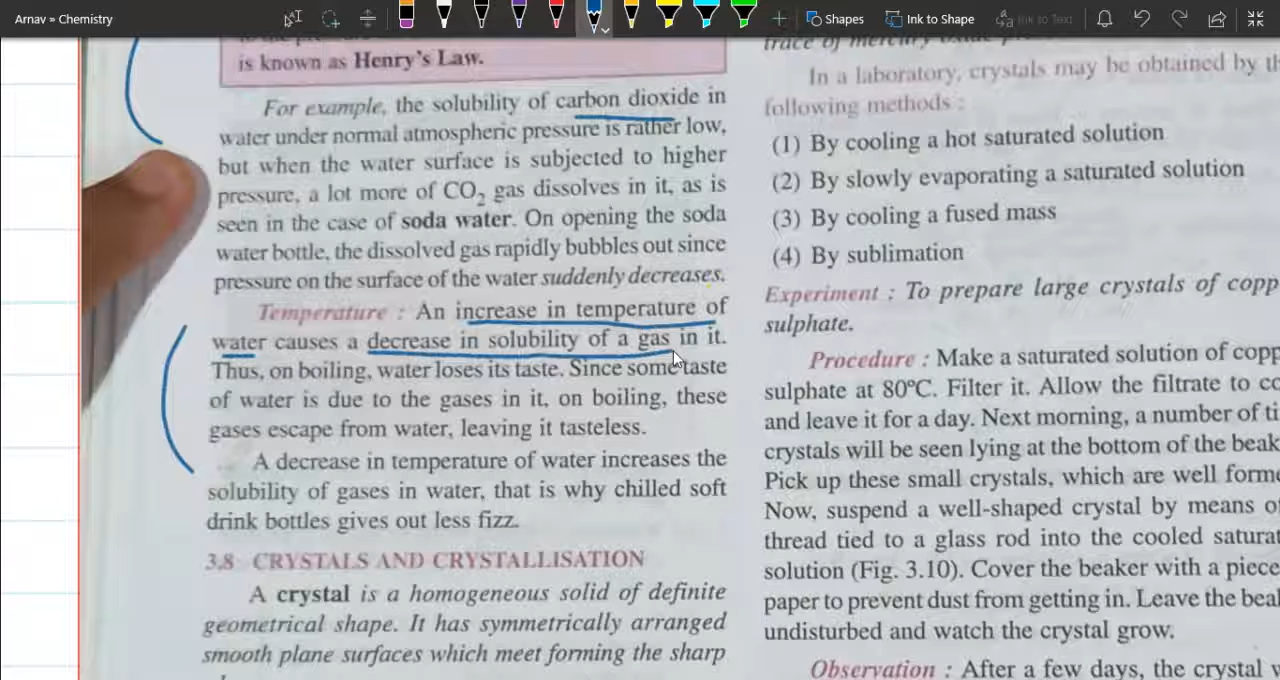 Arnav » Chemistry
Shapes
Ink to Shape
Ink to Text
is known as Henry's Law.
For example, the solubility of carbon dioxide in
water under normal atmospheric pressure is rather low,
but when the water surface is subjected to higher
pressure, a lot more of CO₂ gas dissolves in it, as is
seen in the case of soda water. On opening the soda
water bottle, the dissolved gas rapidly bubbles out since
pressure on the surface of the water suddenly decreases.
Temperature : An increase in temperature of
water causes a decrease in solubility of a gas in it.
Thus, on boiling, water loses its taste. Since some taste
of water is due to the gases in it, on boiling, these
gases escape from water, leaving it tasteless.
A decrease in temperature of water increases the
solubility of gases in water, that is why chilled soft
drink bottles gives out less fizz.
3.8 CRYSTALS AND CRYSTALLISATION
A crystal is a homogeneous solid of definite
geometrical shape. It has symmetrically arranged
smooth plane surfaces which meet forming the sharp
trace of mercury
In a laboratory, crystals may be obtained by th
following methods :
(1) By cooling a hot saturated solution
(2) By slowly evaporating a saturated solution
(3) By cooling a fused mass
(4) By sublimation
Experiment : To prepare large crystals of copp
sulphate.
Procedure : Make a saturated solution of copp
sulphate at 80°C. Filter it. Allow the filtrate to co
and leave it for a day. Next morning, a number of ti
crystals will be seen lying at the bottom of the beak
Pick up these small crystals, which are well forme
Now, suspend a well-shaped crystal by means o
thread tied to a glass rod into the cooled saturat
solution (Fig. 3.10). Cover the beaker with a piece
paper to prevent dust from getting in. Leave the beal
undisturbed and watch the crystal grow.
Observation : After a few days, the crystal w